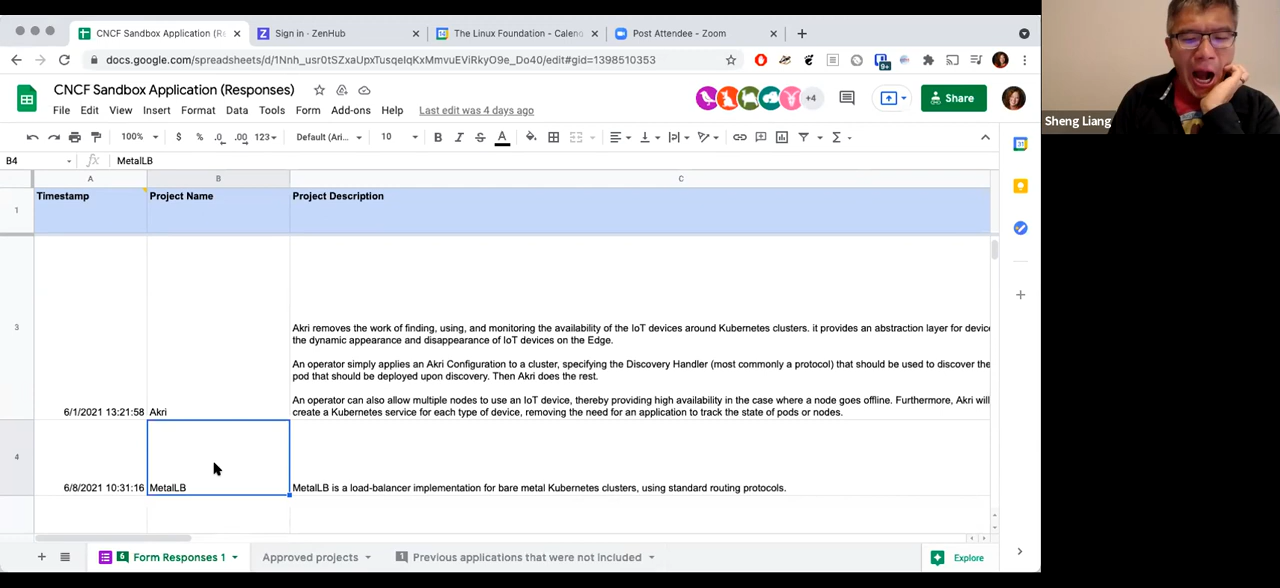 CNCF Sandbox Application (Re
Sign in · ZenHub
The Linux Foundation - Calend
Post Attendee - Zoom
docs.google.com/spreadsheets/d/1Nnh_usr0tSZxaUpxTusqeIqKxMmvuEViRkyO9e_Do40/edit#gid=1398510353
9+
CNCF Sandbox Application (Responses)
File Edit View Insert Format Data Tools Form Add-ons Help Last edit was 4 days ago
+4
Share
100% $ % .0 .00 123 Default (Ari... 10 B I S A
B4 fx MetalLB
A B C
1 Timestamp Project Name Project Description
Akri removes the work of finding, using, and monitoring the availability of the IoT devices around Kubernetes clusters. it provides an abstraction layer for device
the dynamic appearance and disappearance of IoT devices on the Edge.
An operator simply applies an Akri Configuration to a cluster, specifying the Discovery Handler (most commonly a protocol) that should be used to discover the
pod that should be deployed upon discovery. Then Akri does the rest.
An operator can also allow multiple nodes to use an IoT device, thereby providing high availability in the case where a node goes offline. Furthermore, Akri will
3 6/1/2021 13:21:58 Akri create a Kubernetes service for each type of device, removing the need for an application to track the state of pods or nodes.
4 6/8/2021 10:31:16 MetalLB MetalLB is a load-balancer implementation for bare metal Kubernetes clusters, using standard routing protocols.
6 Form Responses 1 Approved projects 1 Previous applications that were not included Explore
Sheng Liang